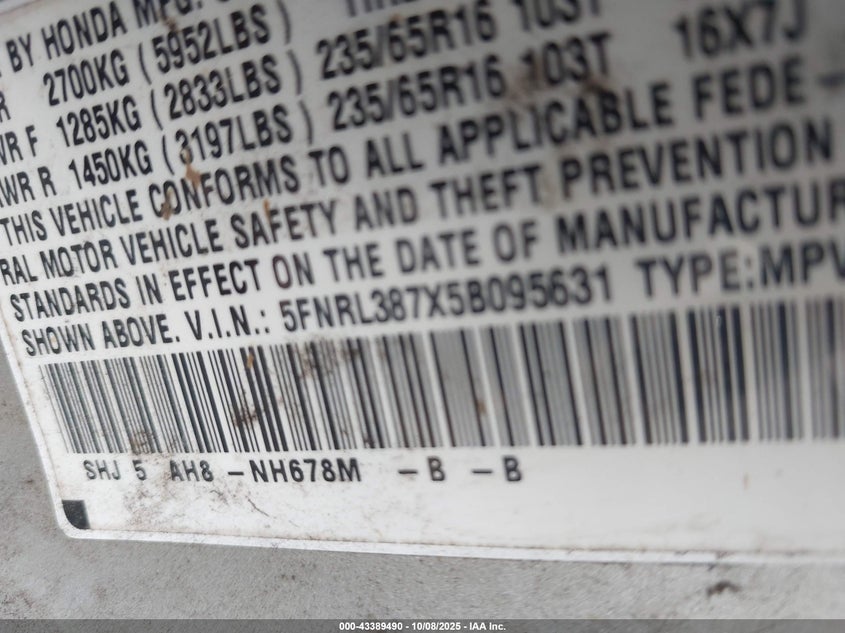 BY HONDA MFG.
2700KG (5952LBS)
WR F 1285KG (2833LBS) 235/65R16 103T 16X7J
WR R 1450KG (3197LBS) 235/65R16 103T
THIS VEHICLE CONFORMS TO ALL APPLICABLE FEDE –
RAL MOTOR VEHICLE SAFETY AND THEFT PREVENTION
STANDARDS IN EFFECT ON THE DATE OF MANUFACTUR
SHOWN ABOVE. V.I.N.: 5FNRL387X5B095631 TYPE:MPV
SHJ 5 AH8 –NH678M –B –B
000-43389490 - 10/08/2025 - IAA Inc.